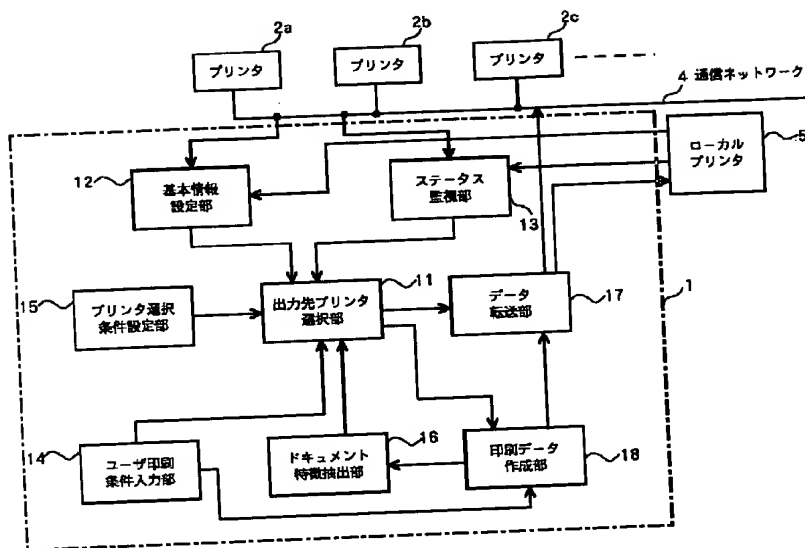 2a
2b
2c
プリンタ
プリンタ
プリンタ
4 通信ネットワーク
5
ローカル
プリンタ
12
基本情報
設定部
ステータス
監視部
13
15
プリンタ選択
条件設定部
11
出力先プリンタ
選択部
データ
転送部
17
1
14
ユーザ印刷
条件入力部
16
ドキュメント
特徴抽出部
印刷データ
作成部
18